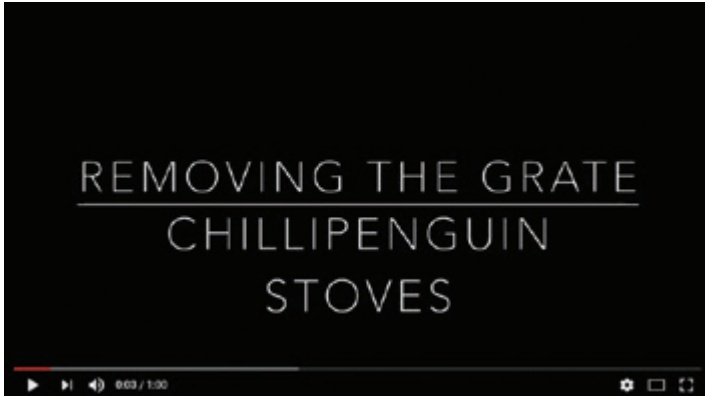 REMOVING THE GRATE
CHILLIPENGUIN
STOVES
0:03 / 1:00